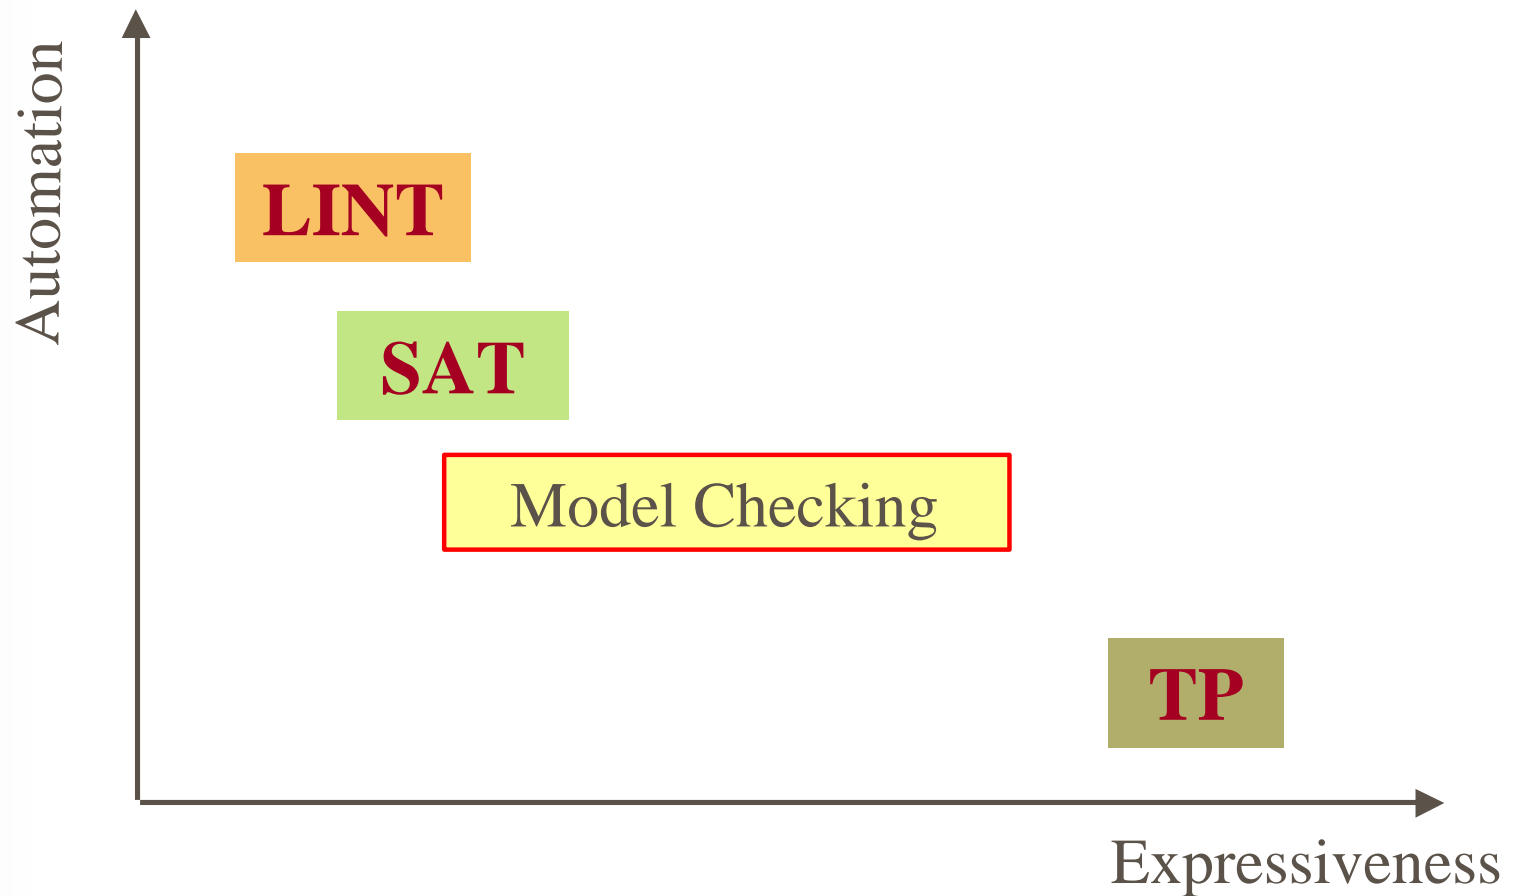 Automation
LINT
SAT
Model Checking
TP
Expressiveness